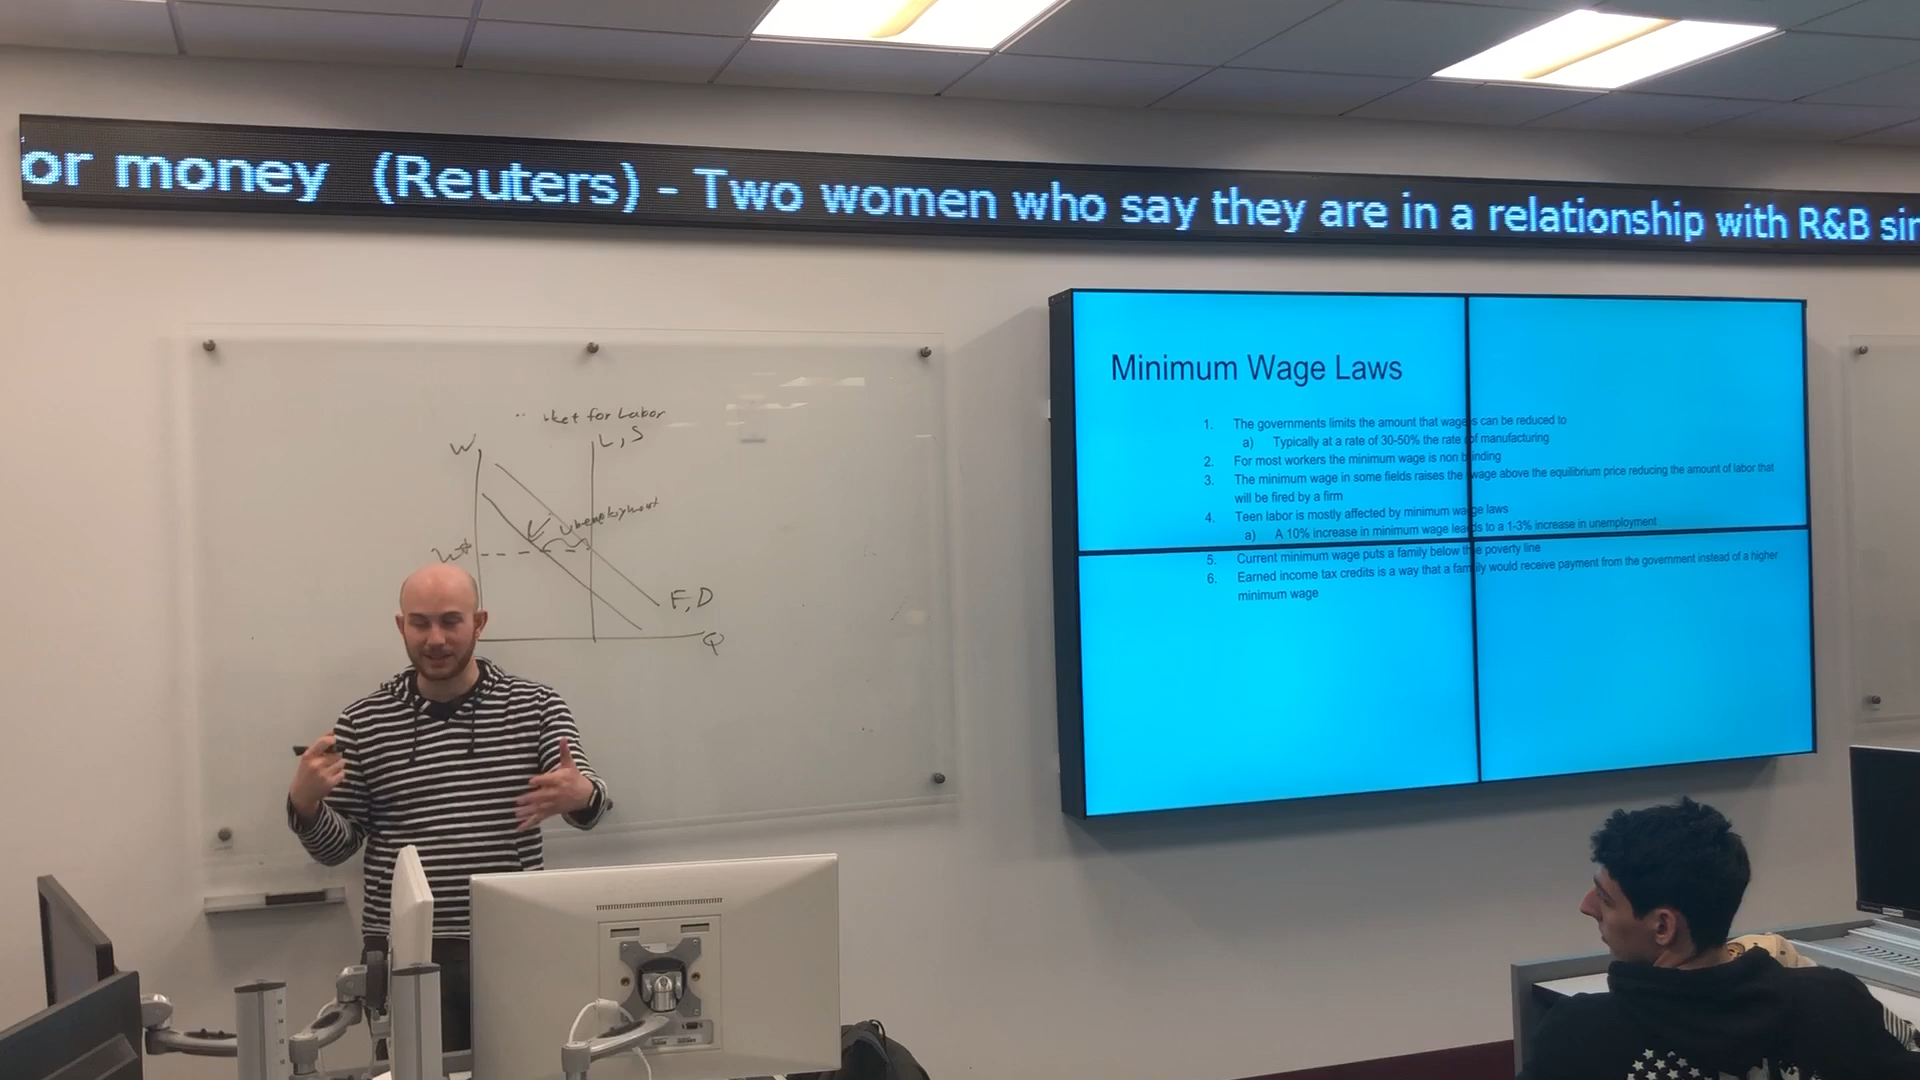 or money (Reuters) - Two women who say they are in a relationship with R&B sin
Minimum Wage Laws
1. The governments limits the amount that wages can be reduced to
a) Typically at a rate of 30-50% the rate of manufacturing
2. For most workers the minimum wage is non binding
3. The minimum wage in some fields raises the wage above the equilibrium price reducing the amount of labor that
will be fired by a firm
4. Teen labor is mostly affected by minimum wage laws
a) A 10% increase in minimum wage leads to a 1-3% increase in unemployment
5. Current minimum wage puts a family below the poverty line
6. Earned income tax credits is a way that a family would receive payment from the government instead of a higher
minimum wage
ket for Labor
W
L, S
Unemployment
F, D
Q